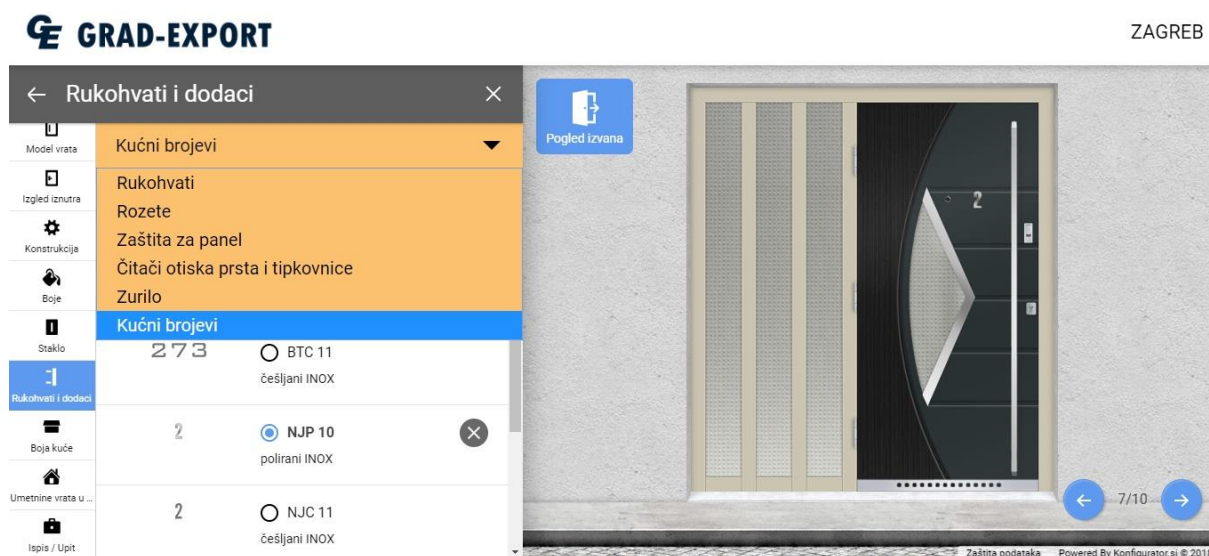 GE GRAD-EXPORT
ZAGREB
Rukohvati i dodaci
Pogled izvana
Model vrata
Izgled iznutra
Konstrukcija
Boje
Staklo
Rukohvati i dodaci
Boja kuće
Umetnine vrata u ...
Ispis / Upit
Kućni brojevi
Rukohvati
Rozete
Zaštita za panel
Čitači otiska prsta i tipkovnice
Zurilo
Kućni brojevi
273
BTC 11
češljani INOX
2
NJP 10
polirani INOX
2
NJC 11
češljani INOX
2
7/10
Zaštita podataka
Powered By Konfigurator.si © 201